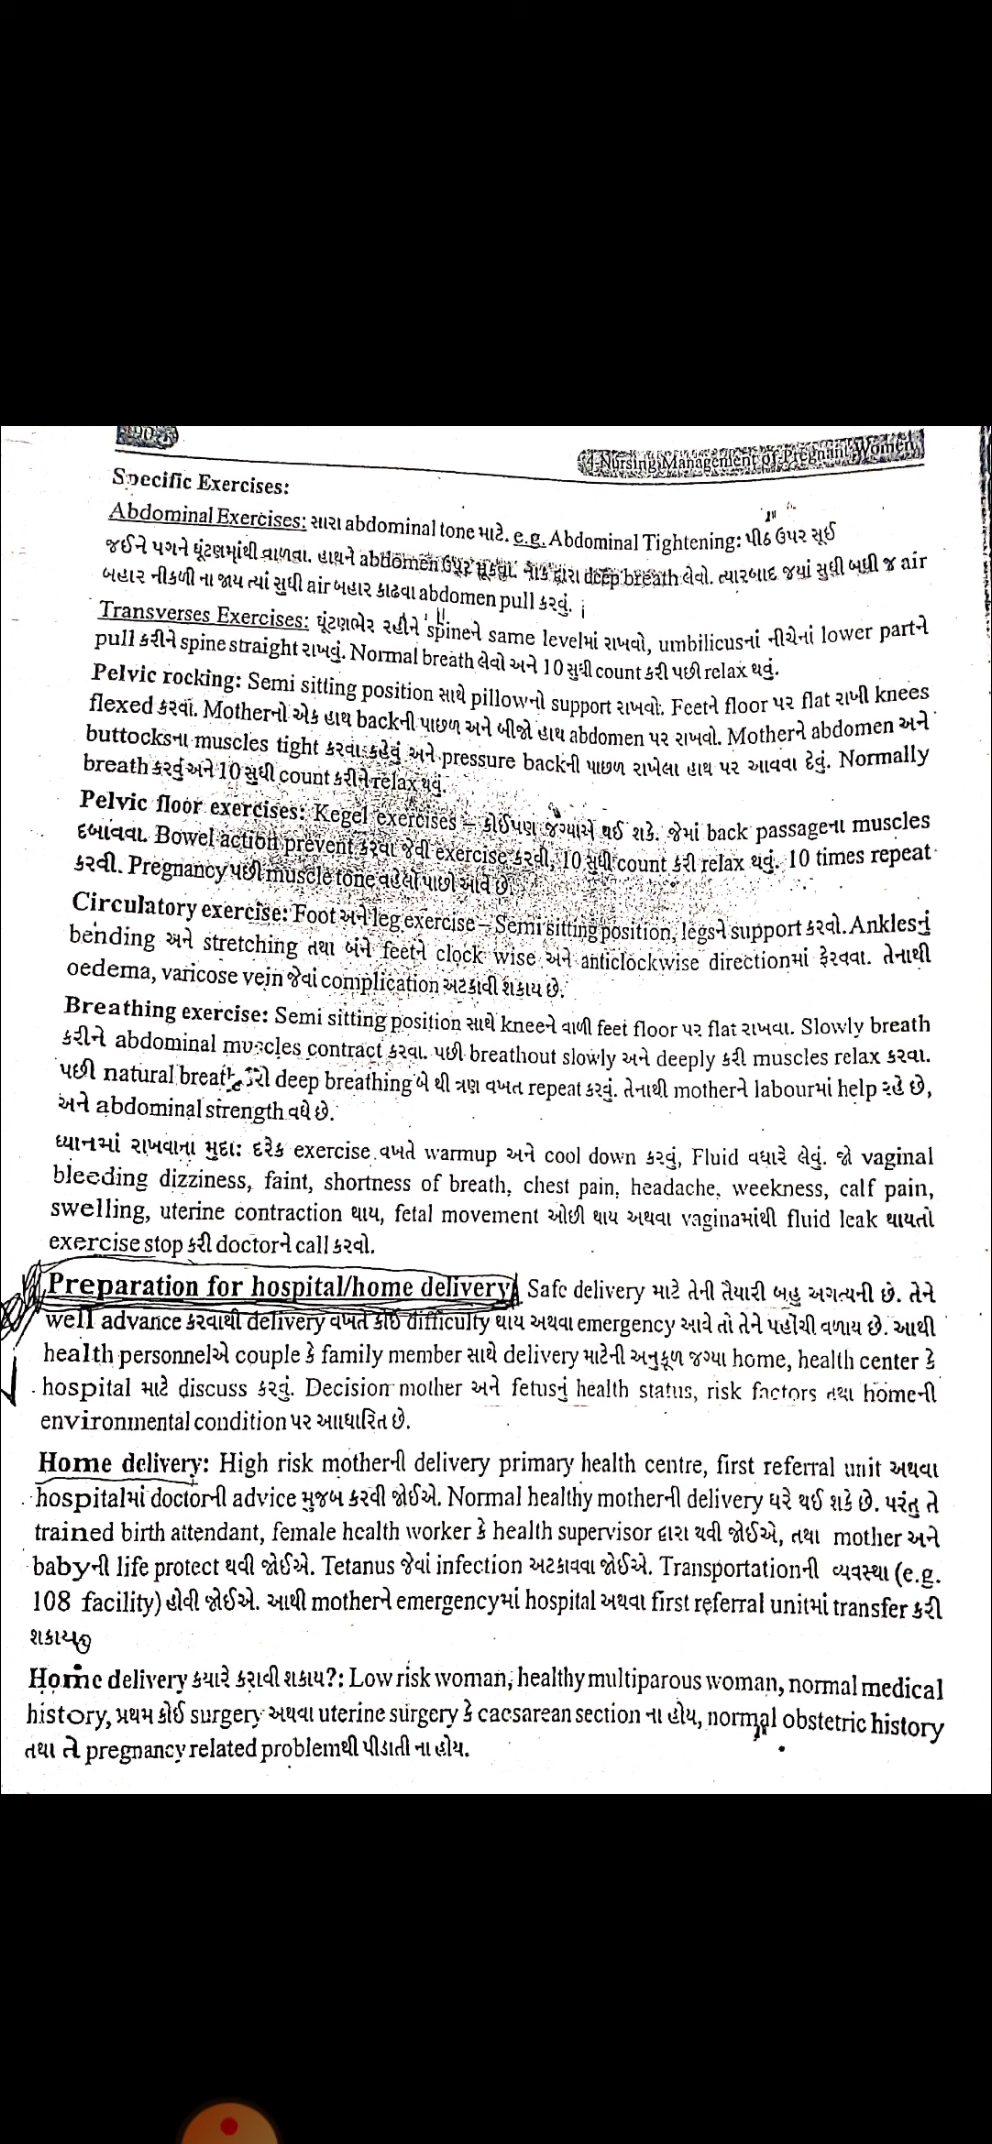 4-Nursing Management of Pregnant Women
Specific Exercises:
Abdominal Exercises: સારા abdominal tone માટે. e.g. Abdominal Tightening: પીઠ ઉપર સૂઈ
જઈને પગને ઘૂંટણમાંથી વાળવા. હાથને abdomen ઉપર મૂકવા. નાક દ્વારા deep breath લેવો. ત્યારબાદ જયાં સુધી બધી જ air
બહાર નીકળી ના જાય ત્યાં સુધી air બહાર કાઢવા abdomen pull કરવું.
Transverses Exercises: ઘૂંટણભેર રહીને spineને same levelમાં રાખવો, umbilicusનાં નીચેનાં lower partને
pull કરીને spine straight રાખવું. Normal breath લેવો અને 10 સુધી count કરી પછી relax થવું.
Pelvic rocking: Semi sitting position સાથે pillowનો support રાખવો. Feetને floor પર flat રાખી knees
flexed કરવાં. Motherનો એક હાથ backની પાછળ અને બીજો હાથ abdomen પર રાખવો. Motherને abdomen અને
buttocksના muscles tight કરવા કહેવું અને pressure backની પાછળ રાખેલા હાથ પર આવવા દેવું. Normally
breath કરવું અને 10 સુધી count કરીને relax થવું.
Pelvic floor exercises: Kegel exercises – કોઈપણ જગ્યાએ થઈ શકે. જેમાં back passageના muscles
દબાવવા. Bowel action prevent કરવા જેવી exercise કરવી, 10 સુધી count કરી relax થવું. 10 times repeat
કરવી. Pregnancy પછી muscle tone વહેલો પાછો આવે છે.
Circulatory exercise: Foot અને leg exercise – Semi sitting position, legsને support કરવો. Anklesનું
bending અને stretching તથા બંને feetને clock wise અને anticlockwise directionમાં ફેરવવા. તેનાથી
oedema, varicose vein જેવાં complication અટકાવી શકાય છે.
Breathing exercise: Semi sitting position સાથે kneeને વાળી feet floor પર flat રાખવા. Slowly breath
કરીને abdominal muscles contract કરવા. પછી breathout slowly અને deeply કરી muscles relax કરવા.
પછી natural breath કરો deep breathing બે થી ત્રણ વખત repeat કરવું. તેનાથી motherને labourમાં help રહે છે,
અને abdominal strength વધે છે.
ધ્યાનમાં રાખવાના મુદ્દા: દરેક exercise વખતે warmup અને cool down કરવું, Fluid વધારે લેવું. જો vaginal
bleeding dizziness, faint, shortness of breath, chest pain, headache, weekness, calf pain,
swelling, uterine contraction થાય, fetal movement ઓછી થાય અથવા vaginaમાંથી fluid leak થાયતો
exercise stop કરી doctorને call કરવો.
Preparation for hospital/home delivery Safe delivery માટે તેની તૈયારી બહુ અગત્યની છે. તેને
well advance કરવાથી delivery વખતે કોઈ difficulty થાય અથવા emergency આવે તો તેને પહોંચી વળાય છે. આથી
health personnelએ couple કે family member સાથે delivery માટેની અનુકૂળ જગ્યા home, health center કે
hospital માટે discuss કરવું. Decision mother અને fetusનું health status, risk factors તથા homeની
environmental condition પર આધારિત છે.
Home delivery: High risk motherની delivery primary health centre, first referral unit અથવા
hospitalમાં doctorની advice મુજબ કરવી જોઈએ. Normal healthy motherની delivery ઘરે થઈ શકે છે. પરંતુ તે
trained birth attendant, female health worker કે health supervisor દ્વારા થવી જોઈએ, તથા mother અને
babyની life protect થવી જોઈએ. Tetanus જેવાં infection અટકાવવા જોઈએ. Transportationની વ્યવસ્થા (e.g.
108 facility) હોવી જોઈએ. આથી motherને emergencyમાં hospital અથવા first referral unitમાં transfer કરી
શકાય
Home delivery કયારે કરાવી શકાય?: Low risk woman, healthy multiparous woman, normal medical
history, પ્રથમ કોઈ surgery અથવા uterine surgery કે caesarean section ના હોય, normal obstetric history
તથા તે pregnancy related problemથી પીડાતી ના હોય.